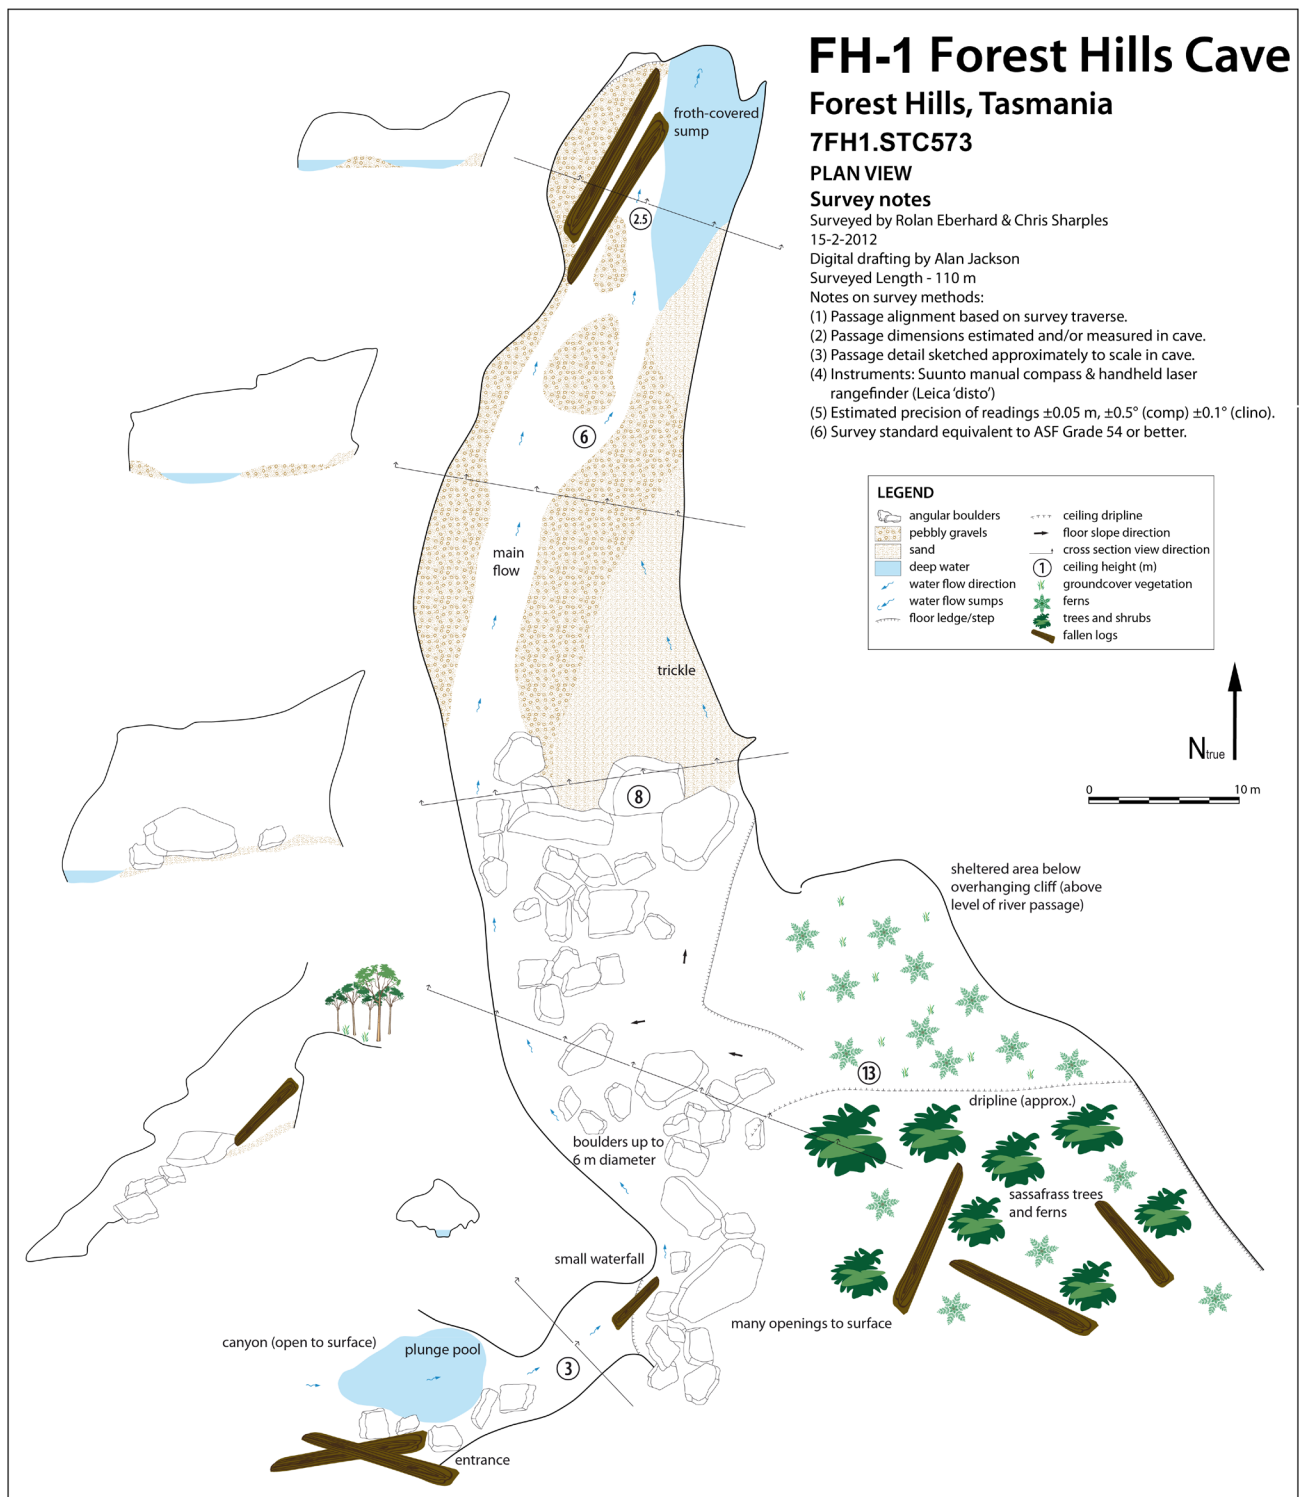 FH-1 Forest Hills Cave
Forest Hills, Tasmania
7FH1.STC573
PLAN VIEW
Survey notes
Surveyed by Rolan Eberhard & Chris Sharples
15-2-2012
Digital drafting by Alan Jackson
Surveyed Length - 110 m
Notes on survey methods:
(1) Passage alignment based on survey traverse.
(2) Passage dimensions estimated and/or measured in cave.
(3) Passage detail sketched approximately to scale in cave.
(4) Instruments: Suunto manual compass & handheld laser
rangefinder (Leica ‘disto’)
(5) Estimated precision of readings ±0.05 m, ±0.5° (comp) ±0.1° (clino).
(6) Survey standard equivalent to ASF Grade 54 or better.
LEGEND
angular boulders
pebbly gravels
sand
deep water
water flow direction
water flow sumps
floor ledge/step
ceiling dripline
floor slope direction
cross section view direction
1 ceiling height (m)
groundcover vegetation
ferns
trees and shrubs
fallen logs
Ntrue
0 10 m
froth-covered
sump
2.5
6
main
flow
trickle
8
sheltered area below
overhanging cliff (above
level of river passage)
13
dripline (approx.)
boulders up to
6 m diameter
sassafrass trees
and ferns
small waterfall
many openings to surface
canyon (open to surface)
plunge pool
3
entrance